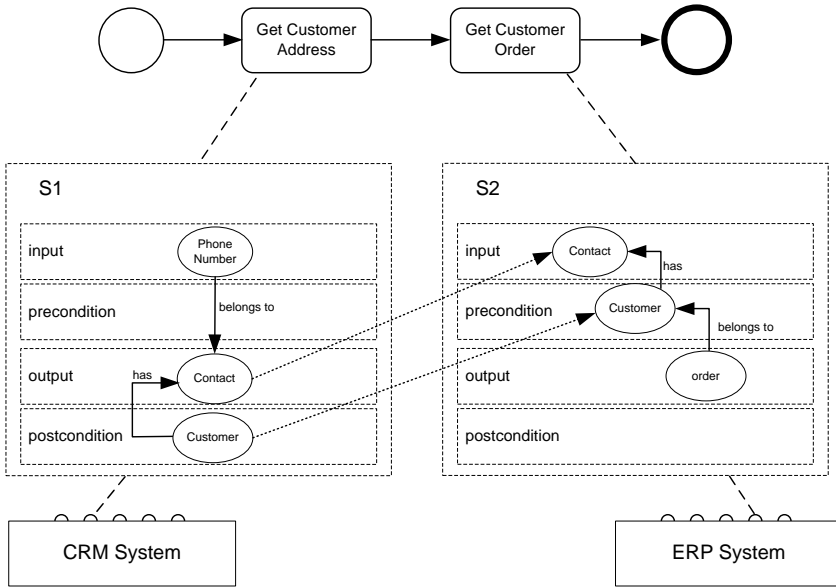 Get Customer
Address
Get Customer
Order
S1
input
Phone
Number
precondition
belongs to
output
has
Contact
postcondition
Customer
S2
input
Contact
has
precondition
Customer
belongs to
output
order
postcondition
CRM System
ERP System